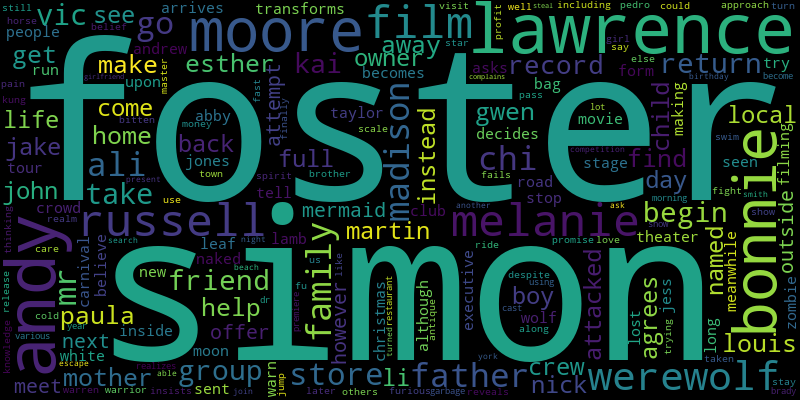 still arrives transforms well steal including pedro could approach turn
vic see go moore film lawrence visit profit
horse belief andrew star girl say else
people get esther kai away owner record return try
run make upon becomes asks form
pain master attempt fast bag road
kung girlfriend complains birthday become
come abby taylor gwen pass movie lot child making
bitten money finally scale decides
life home back full instead chi find local
jake jones stage seen
tour town spirit brother competition swim
john ali take foster madison day outside filming
present use tell mermaid club stop fails morning fight smith
crowd another ask show
russell melanie begin bonnie
thinking realm search night leaf lamb martin theater
andy simon
care carnival believe naked us ride promise love
mr new friend family executive despite boy named meanwhile zombie
release beach like using
cold help fu agrees jess
various year inside dr although antique cast wolf lost trying long
paula offer however premiere christmas restaurant turned along attacked louis
knowledge next moon york taken
white escape realizes able group store li father crew werewolf
meet mother warn nick
warren warrior insists sent join jump later others furious garbage reveals stay brady